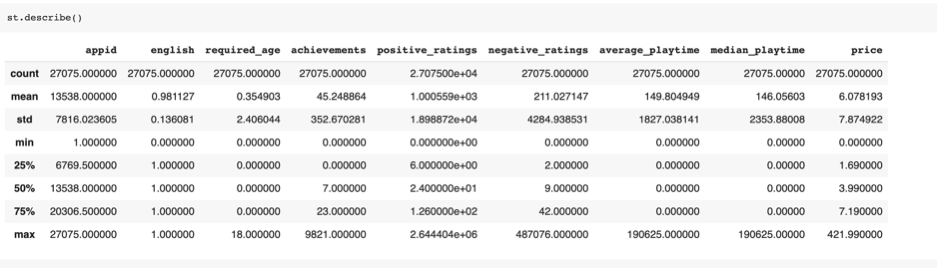 st.describe()
appid english required_age achievements positive_ratings negative_ratings average_playtime median_playtime price
count 27075.000000 27075.000000 27075.000000 27075.000000 2.707500e+04 27075.000000 27075.000000 27075.00000 27075.000000
mean 13538.000000 0.981127 0.354903 45.248864 1.000559e+03 211.027147 149.804949 146.05603 6.078193
std 7816.023605 0.136081 2.406044 352.670281 1.898872e+04 4284.938531 1827.038141 2353.88008 7.874922
min 1.000000 0.000000 0.000000 0.000000 0.000000e+00 0.000000 0.000000 0.00000 0.000000
25% 6769.500000 1.000000 0.000000 0.000000 6.000000e+00 2.000000 0.000000 0.00000 1.690000
50% 13538.000000 1.000000 0.000000 7.000000 2.400000e+01 9.000000 0.000000 0.00000 3.990000
75% 20306.500000 1.000000 0.000000 23.000000 1.260000e+02 42.000000 0.000000 0.00000 7.190000
max 27075.000000 1.000000 18.000000 9821.000000 2.644404e+06 487076.000000 190625.000000 190625.00000 421.990000